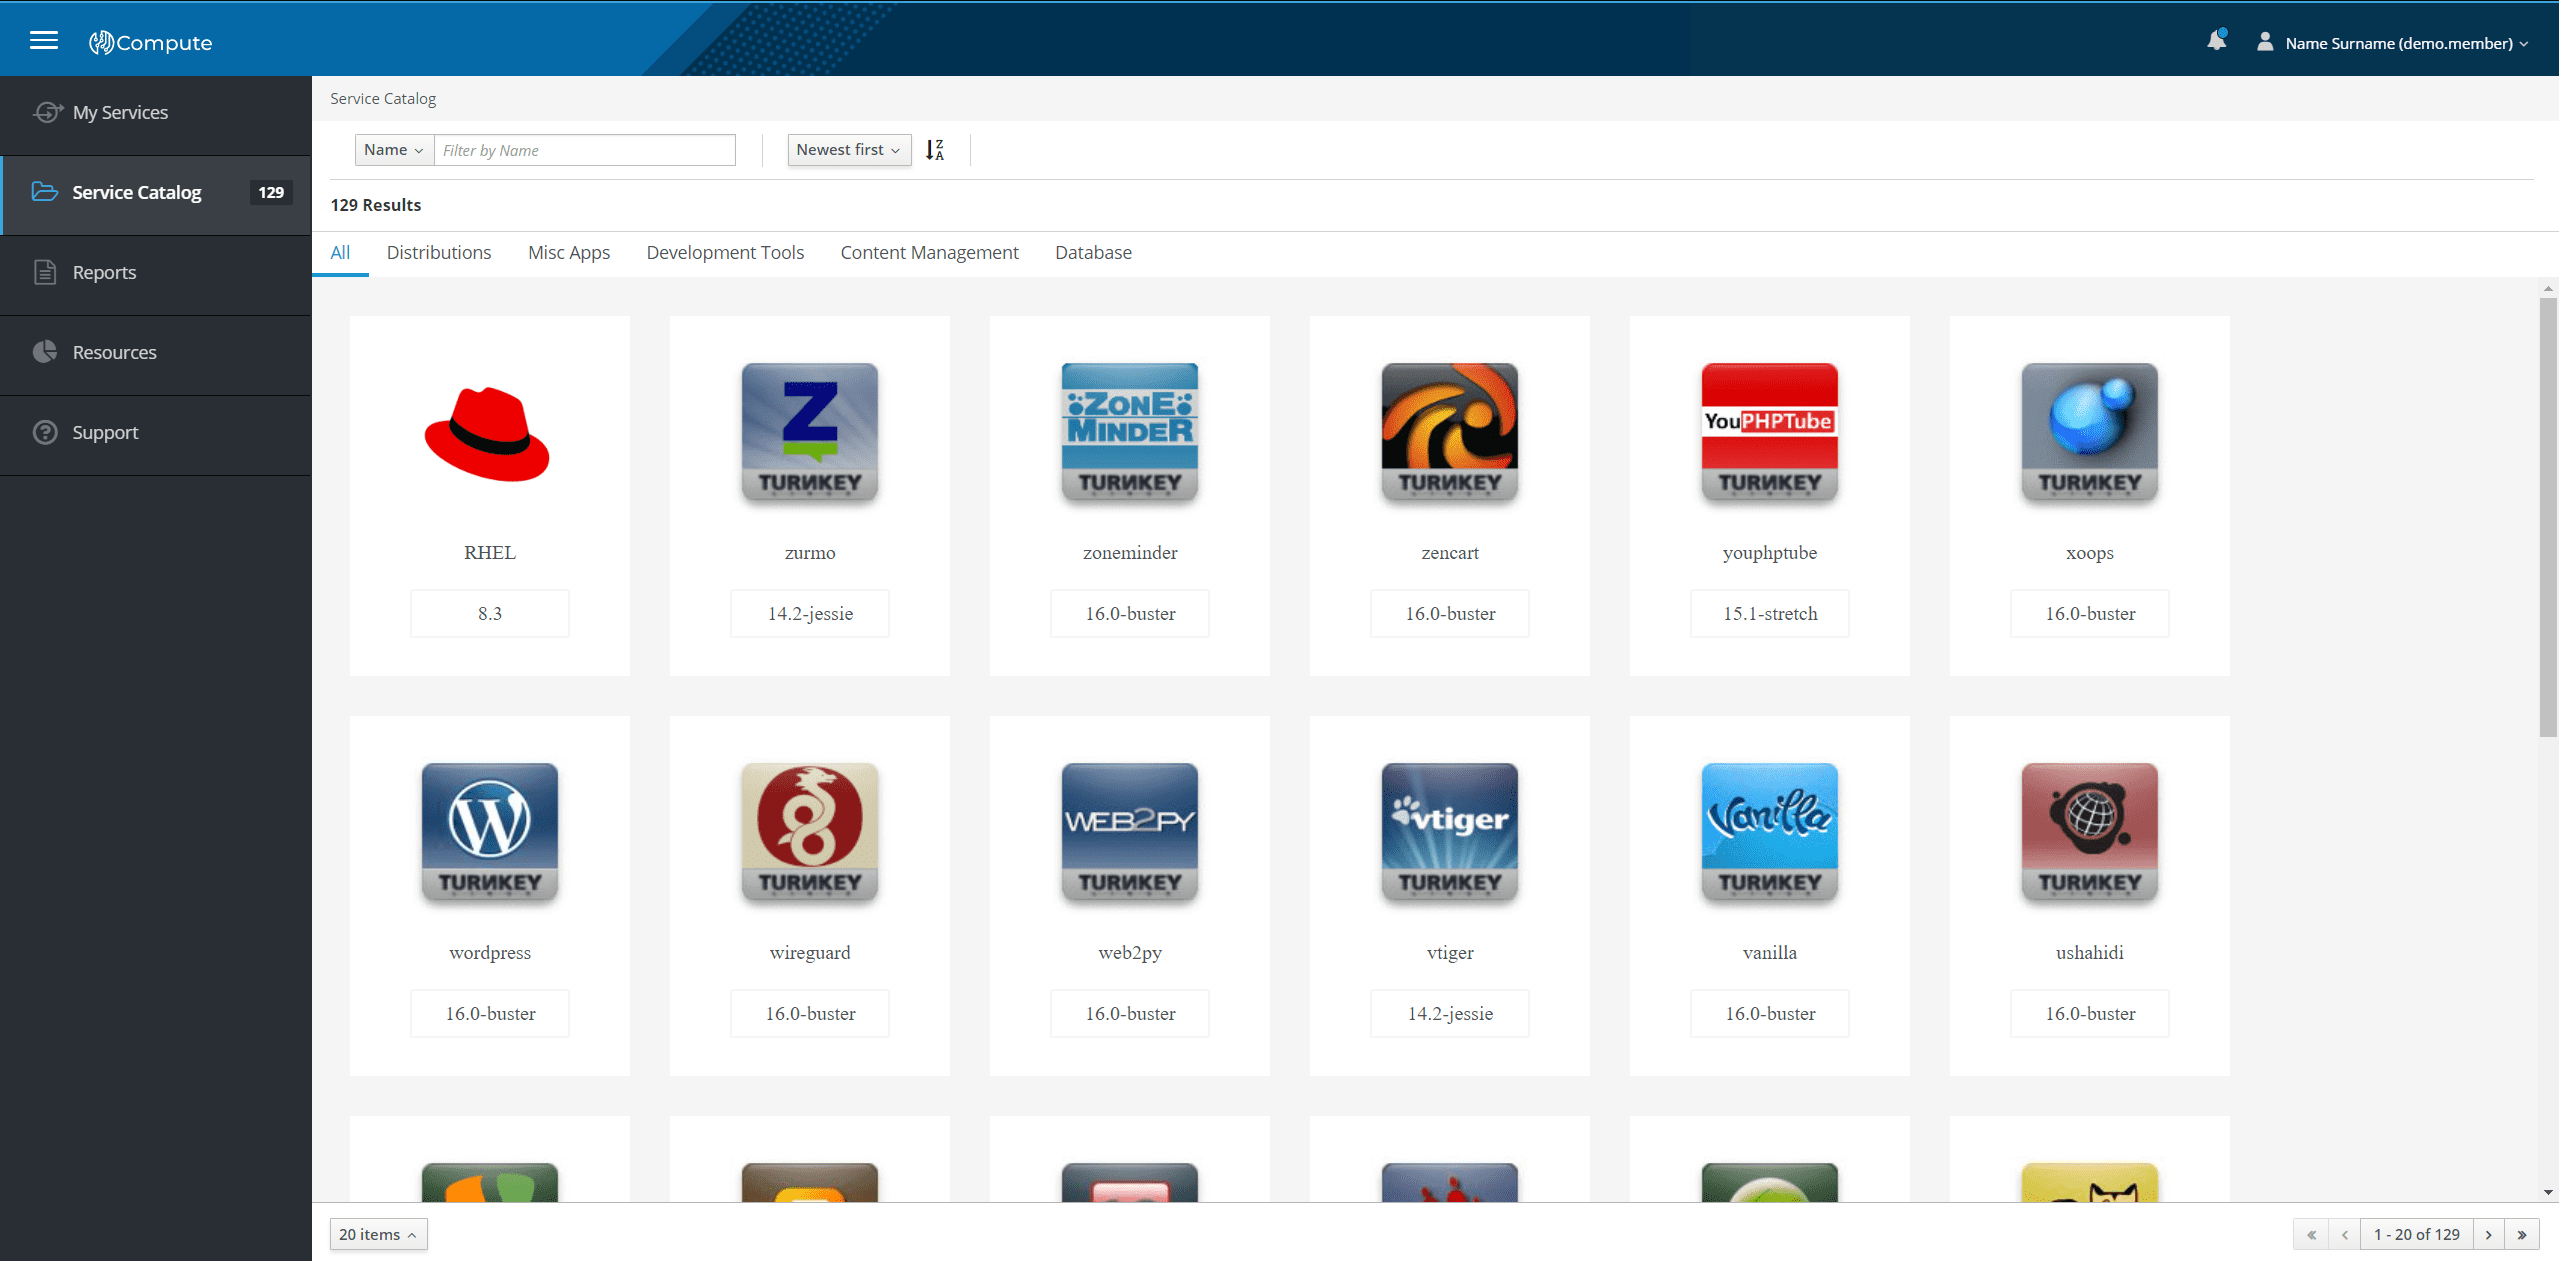 Compute
Name Surname (demo.member)
My Services
Service Catalog 129
Reports
Resources
Support
Service Catalog
Name Filter by Name Newest first
129 Results
All Distributions Misc Apps Development Tools Content Management Database
ZONE
MINDER
YouPHPTube
TURNKEY TURNKEY TURNKEY TURNKEY TURNKEY
RHEL zurmo zoneminder zencart youphptube xoops
8.3 14.2-jessie 16.0-buster 16.0-buster 15.1-stretch 16.0-buster
WEB2PY vtiger Vanilla
TURNKEY TURNKEY TURNKEY TURNKEY TURNKEY TURNKEY
wordpress wireguard web2py vtiger vanilla ushahidi
16.0-buster 16.0-buster 16.0-buster 14.2-jessie 16.0-buster 16.0-buster
20 items
1 - 20 of 129